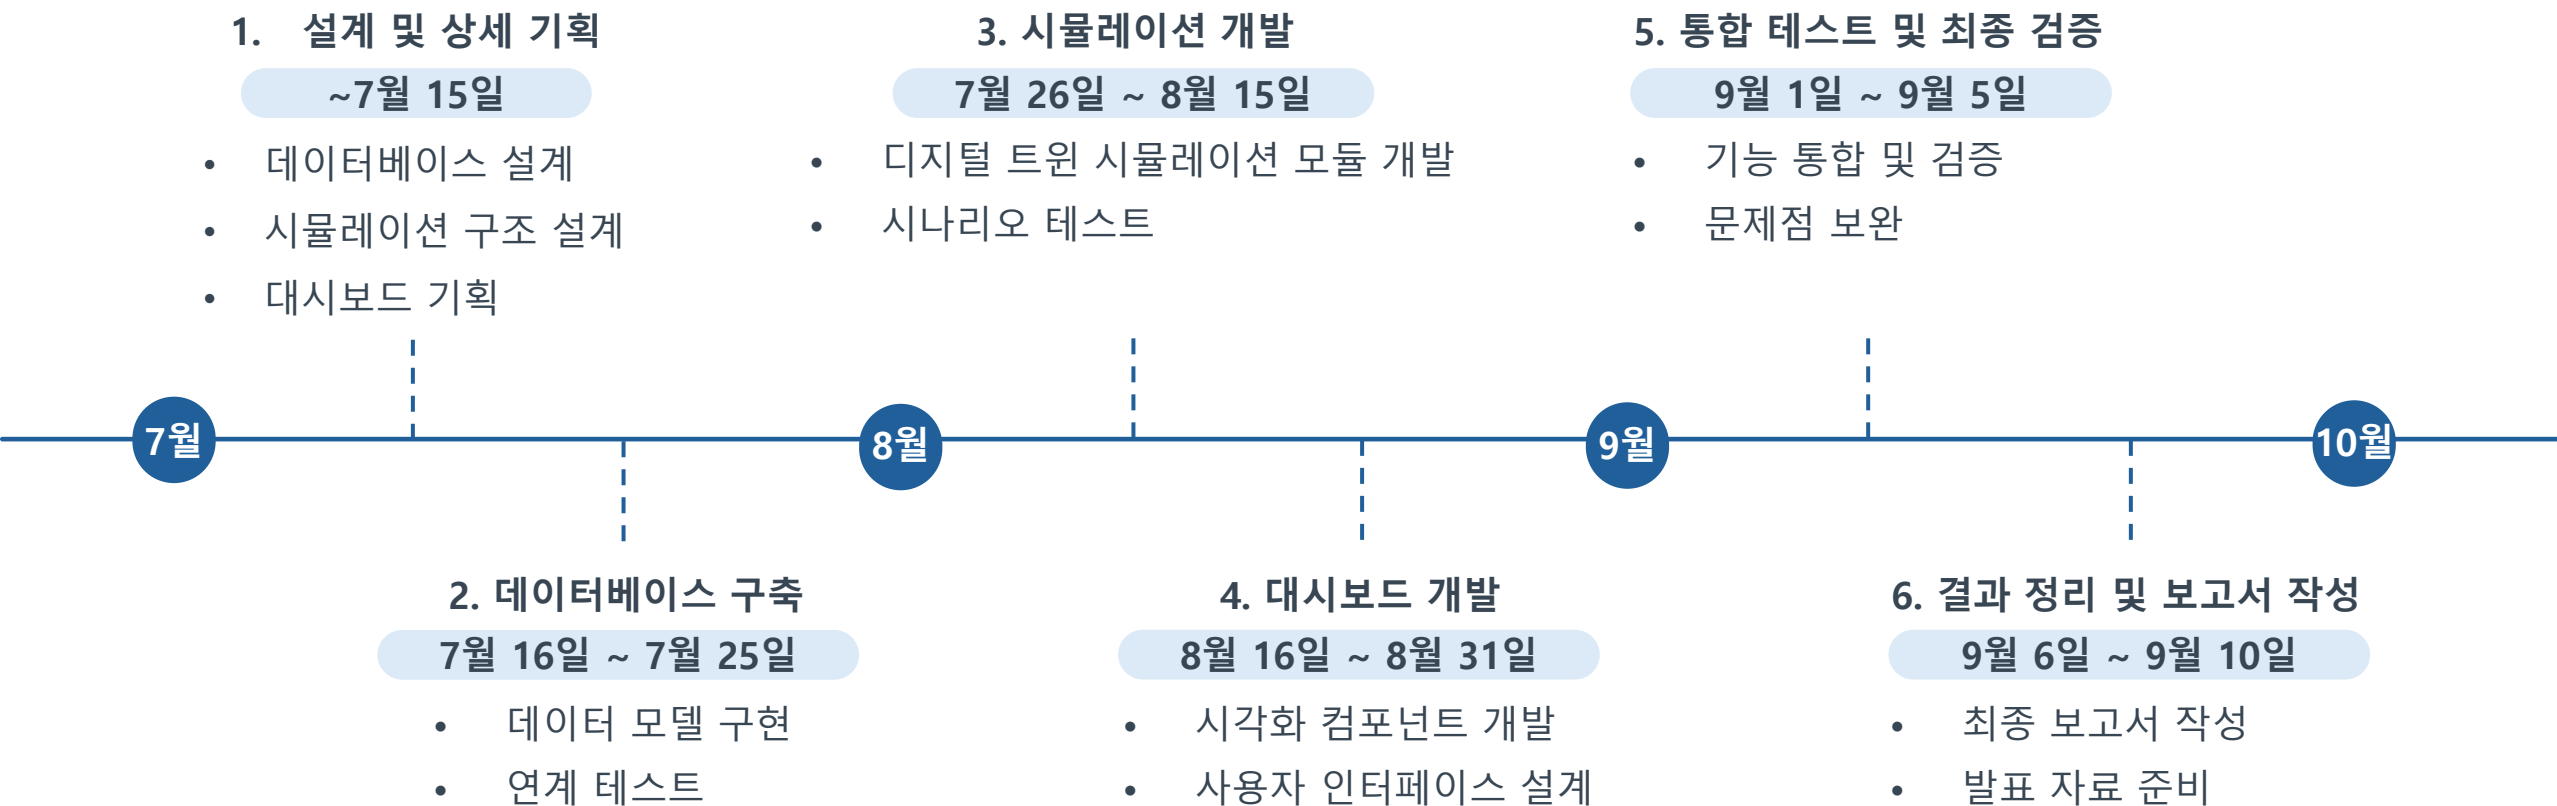 1. 설계 및 상세 기획
~7월 15일
• 데이터베이스 설계
• 시뮬레이션 구조 설계
• 대시보드 기획
3. 시뮬레이션 개발
7월 26일 ~ 8월 15일
• 디지털 트윈 시뮬레이션 모듈 개발
• 시나리오 테스트
5. 통합 테스트 및 최종 검증
9월 1일 ~ 9월 5일
• 기능 통합 및 검증
• 문제점 보완
7월
8월
9월
10월
2. 데이터베이스 구축
7월 16일 ~ 7월 25일
• 데이터 모델 구현
• 연계 테스트
4. 대시보드 개발
8월 16일 ~ 8월 31일
• 시각화 컴포넌트 개발
• 사용자 인터페이스 설계
6. 결과 정리 및 보고서 작성
9월 6일 ~ 9월 10일
• 최종 보고서 작성
• 발표 자료 준비